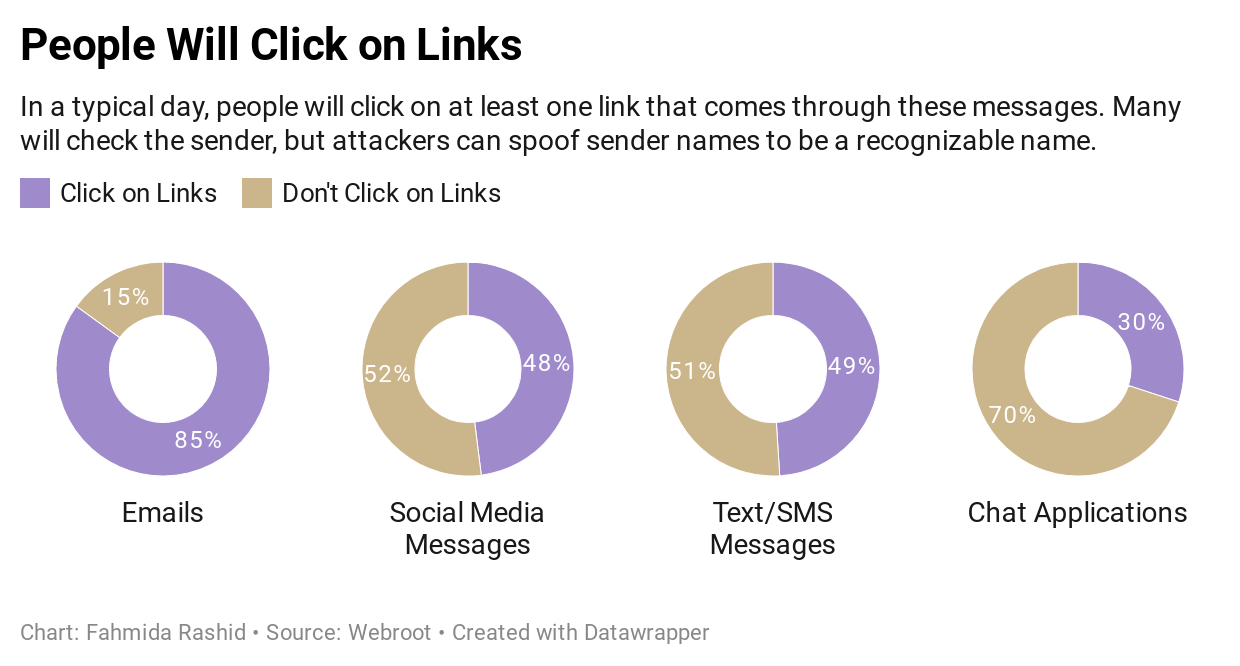 People Will Click on Links
In a typical day, people will click on at least one link that comes through these messages. Many
will check the sender, but attackers can spoof sender names to be a recognizable name.
Click on Links Don't Click on Links
15%
85%
Emails
52%
48%
Social Media
Messages
51%
49%
Text/SMS
Messages
30%
70%
Chat Applications
Chart: Fahmida Rashid • Source: Webroot • Created with Datawrapper